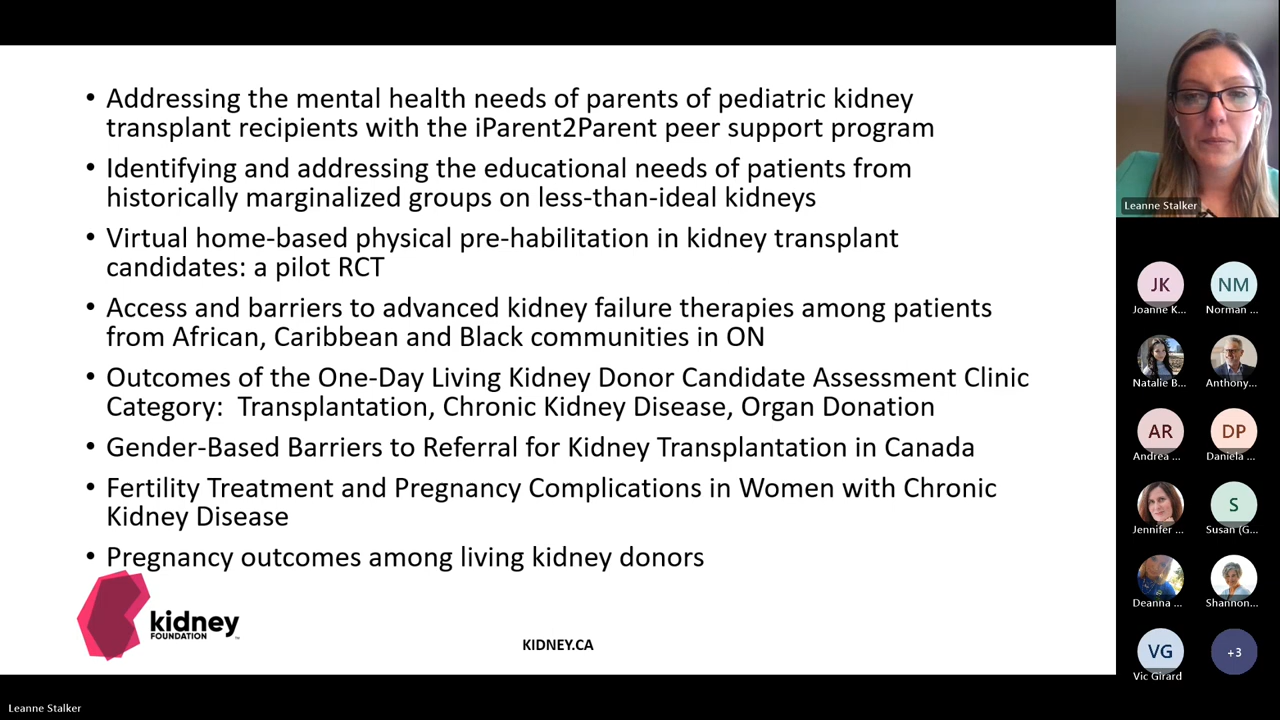 • Addressing the mental health needs of parents of pediatric kidney
transplant recipients with the iParent2Parent peer support program
• Identifying and addressing the educational needs of patients from
historically marginalized groups on less-than-ideal kidneys
• Virtual home-based physical pre-habilitation in kidney transplant
candidates: a pilot RCT
• Access and barriers to advanced kidney failure therapies among patients
from African, Caribbean and Black communities in ON
• Outcomes of the One-Day Living Kidney Donor Candidate Assessment Clinic
Category:  Transplantation, Chronic Kidney Disease, Organ Donation
• Gender-Based Barriers to Referral for Kidney Transplantation in Canada
• Fertility Treatment and Pregnancy Complications in Women with Chronic
Kidney Disease
• Pregnancy outcomes among living kidney donors
kidney
FOUNDATION
KIDNEY.CA
Leanne Stalker
JK
Joanne K...
NM
Norman ...
Natalie B...
Anthony...
AR
Andrea ...
DP
Daniela ...
Jennifer ...
S
Susan (G...
Deanna ...
Shannon...
VG
Vic Girard
+3
Leanne Stalker